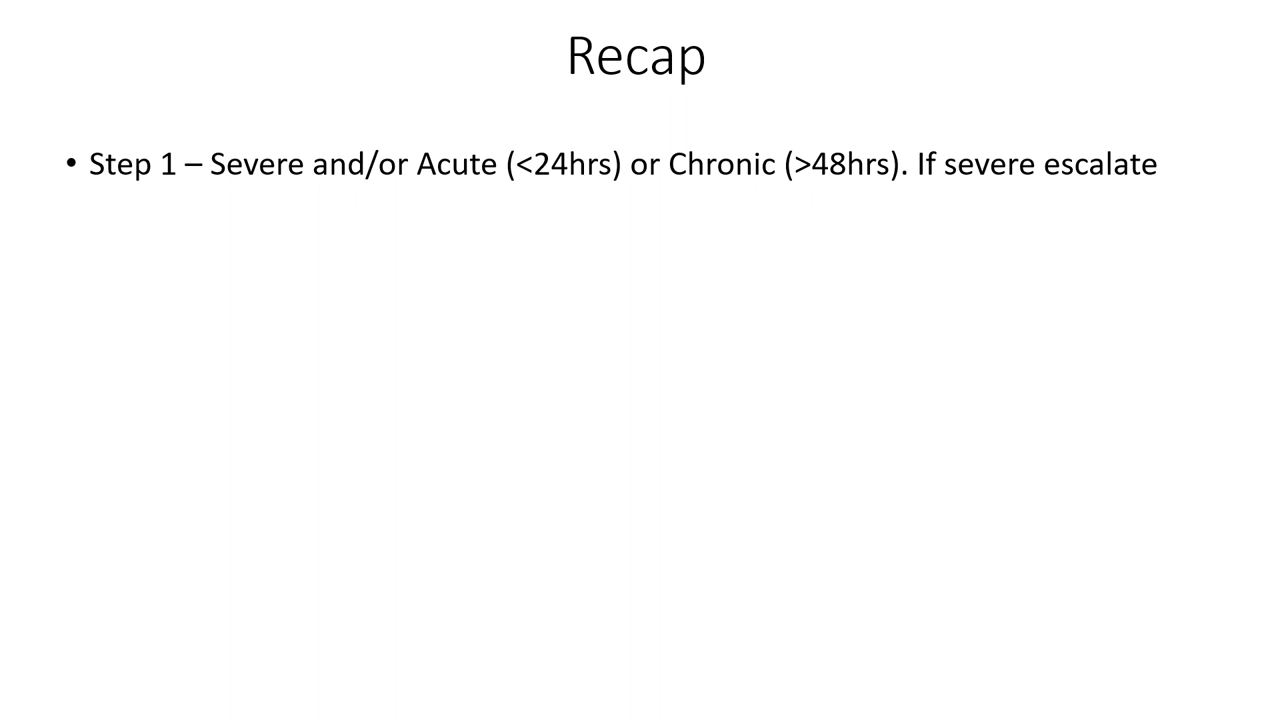 Recap
• Step 1 – Severe and/or Acute (<24hrs) or Chronic (>48hrs). If severe escalate